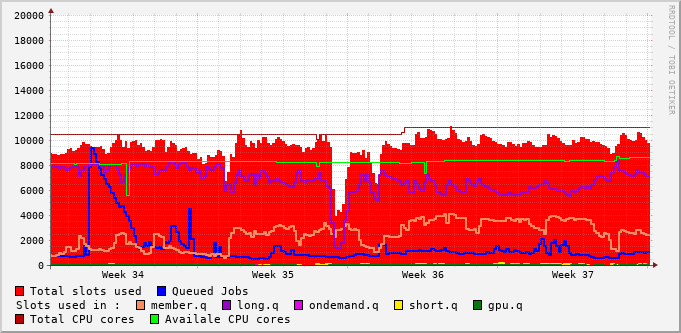 RRDTOOL / TOBI OETIKER
20000
18000
16000
14000
12000
10000
8000
6000
4000
2000
0
Week 34 Week 35 Week 36 Week 37
Total slots used Queued Jobs
Slots used in : member.q long.q ondemand.q short.q gpu.q
Total CPU cores Availale CPU cores